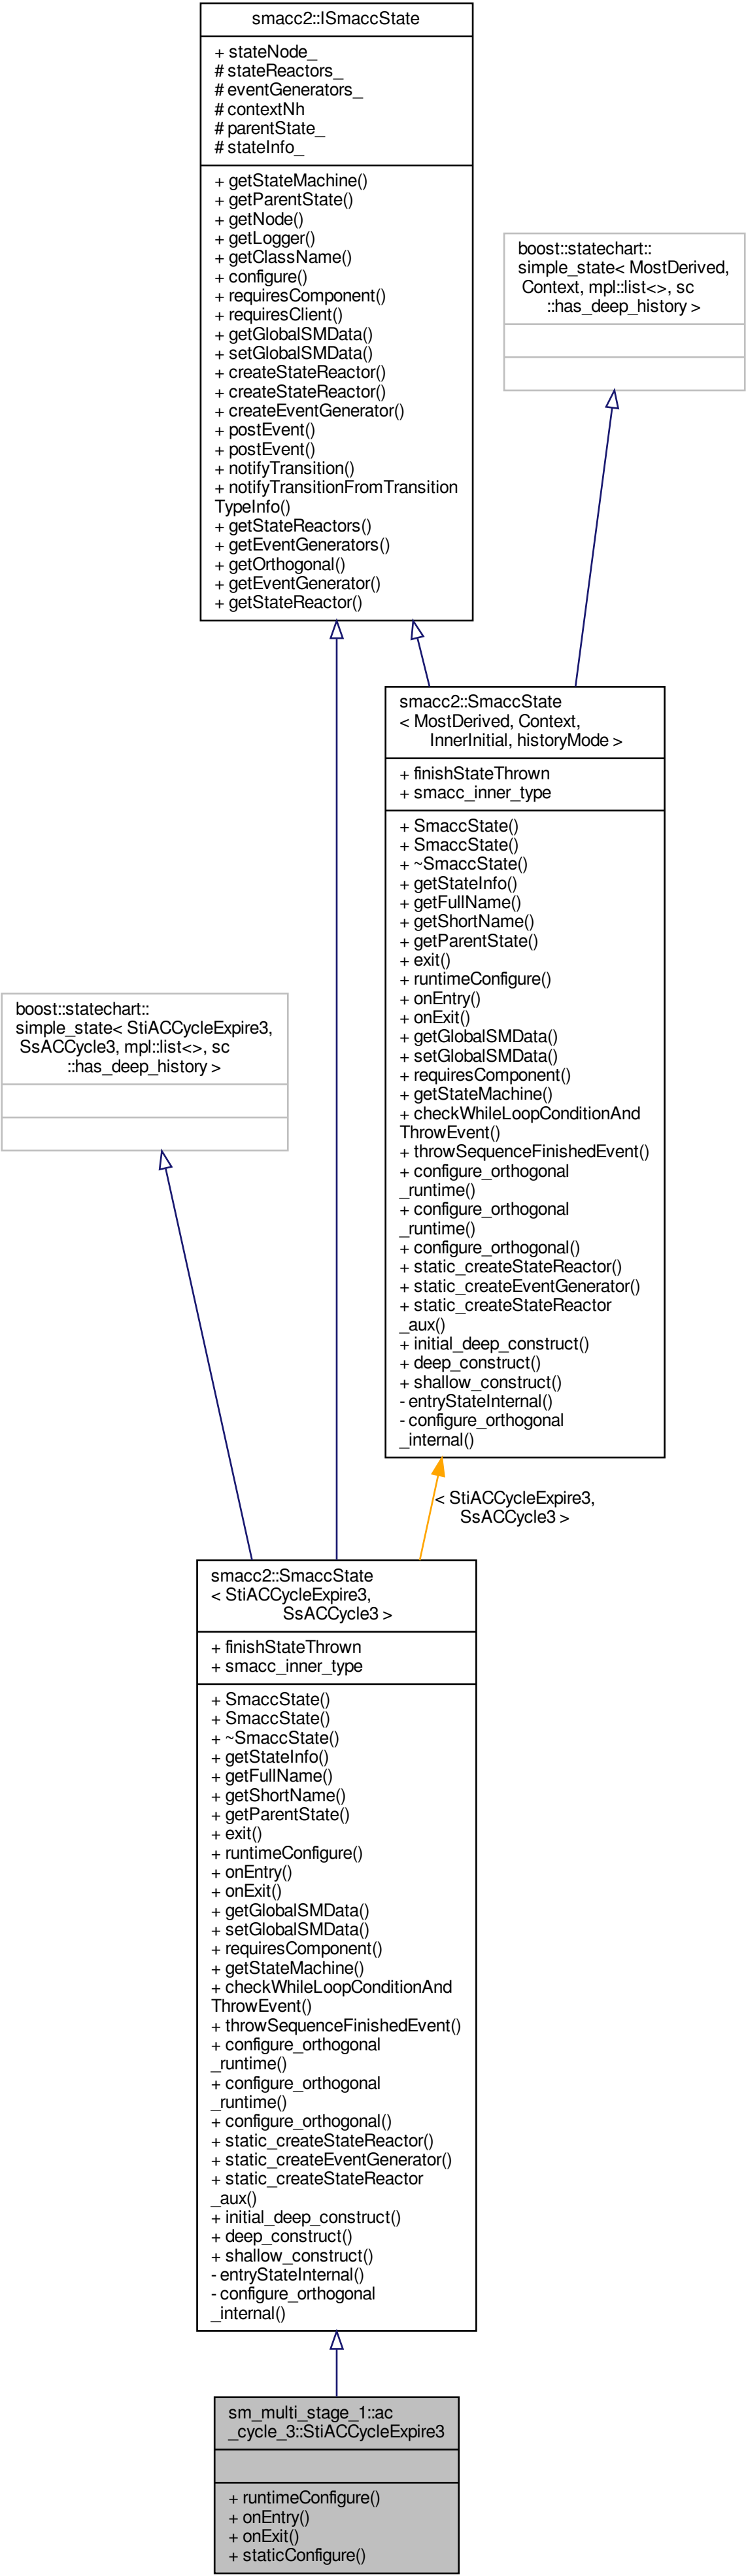 smacc2::ISmaccState
+ stateNode_
# stateReactors_
# eventGenerators_
# contextNh
# parentState_
# stateInfo_
+ getStateMachine()
+ getParentState()
+ getNode()
+ getLogger()
+ getClassName()
+ configure()
+ requiresComponent()
+ requiresClient()
+ getGlobalSMData()
+ setGlobalSMData()
+ createStateReactor()
+ createStateReactor()
+ createEventGenerator()
+ postEvent()
+ postEvent()
+ notifyTransition()
+ notifyTransitionFromTransition
TypeInfo()
+ getStateReactors()
+ getEventGenerators()
+ getOrthogonal()
+ getEventGenerator()
+ getStateReactor()
boost::statechart::
simple_state< MostDerived,
Context, mpl::list<>, sc
::has_deep_history >
smacc2::SmaccState
< MostDerived, Context,
InnerInitial, historyMode >
+ finishStateThrown
+ smacc_inner_type
+ SmaccState()
+ SmaccState()
+ ~SmaccState()
+ getStateInfo()
+ getFullName()
+ getShortName()
+ getParentState()
+ exit()
+ runtimeConfigure()
+ onEntry()
+ onExit()
+ getGlobalSMData()
+ setGlobalSMData()
+ requiresComponent()
+ getStateMachine()
+ checkWhileLoopConditionAnd
ThrowEvent()
+ throwSequenceFinishedEvent()
+ configure_orthogonal
_runtime()
+ configure_orthogonal
_runtime()
+ configure_orthogonal()
+ static_createStateReactor()
+ static_createEventGenerator()
+ static_createStateReactor
_aux()
+ initial_deep_construct()
+ deep_construct()
+ shallow_construct()
- entryStateInternal()
- configure_orthogonal
_internal()
boost::statechart::
simple_state< StiACCycleExpire3,
SsACCycle3, mpl::list<>, sc
::has_deep_history >
< StiACCycleExpire3,
SsACCycle3 >
smacc2::SmaccState
< StiACCycleExpire3,
SsACCycle3 >
+ finishStateThrown
+ smacc_inner_type
+ SmaccState()
+ SmaccState()
+ ~SmaccState()
+ getStateInfo()
+ getFullName()
+ getShortName()
+ getParentState()
+ exit()
+ runtimeConfigure()
+ onEntry()
+ onExit()
+ getGlobalSMData()
+ setGlobalSMData()
+ requiresComponent()
+ getStateMachine()
+ checkWhileLoopConditionAnd
ThrowEvent()
+ throwSequenceFinishedEvent()
+ configure_orthogonal
_runtime()
+ configure_orthogonal
_runtime()
+ configure_orthogonal()
+ static_createStateReactor()
+ static_createEventGenerator()
+ static_createStateReactor
_aux()
+ initial_deep_construct()
+ deep_construct()
+ shallow_construct()
- entryStateInternal()
- configure_orthogonal
_internal()
sm_multi_stage_1::ac
_cycle_3::StiACCycleExpire3
+ runtimeConfigure()
+ onEntry()
+ onExit()
+ staticConfigure()